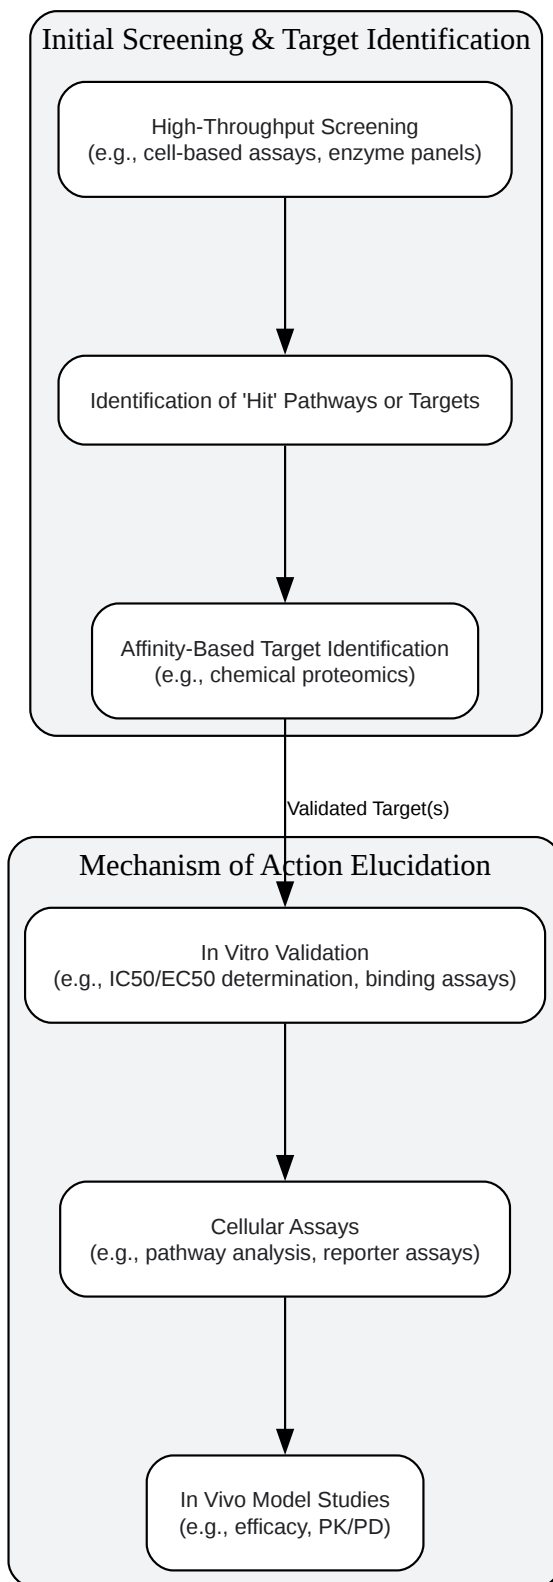 Initial Screening & Target Identification
High-Throughput Screening
(e.g., cell-based assays, enzyme panels)
Identification of 'Hit' Pathways or Targets
Affinity-Based Target Identification
(e.g., chemical proteomics)
Validated Target(s)
Mechanism of Action Elucidation
In Vitro Validation
(e.g., IC50/EC50 determination, binding assays)
Cellular Assays
(e.g., pathway analysis, reporter assays)
In Vivo Model Studies
(e.g., efficacy, PK/PD)